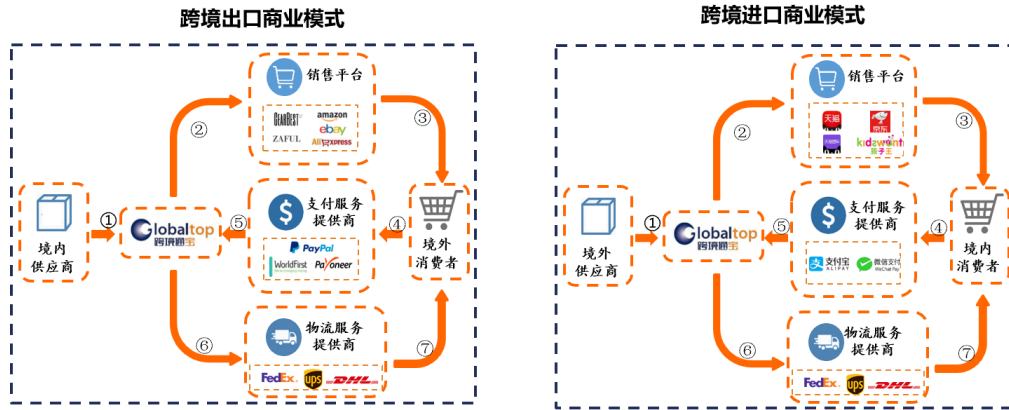 跨境出口商业模式
销售平台
GEARBEST
amazon
ZAFUL
ebay
AliExpress
②
③
境内
供应商
①
Globaltop
跨境通宝
⑤
支付服务
提供商
PayPal
WorldFirst
Payoneer
④
境外
消费者
⑥
物流服务
提供商
FedEx
ups
DHL
⑦
跨境进口商业模式
销售平台
天猫
京东
kidswant
孩子王
②
③
境外
供应商
①
Globaltop
跨境通宝
⑤
支付服务
提供商
支付宝
ALIPAY
微信支付
WeChat Pay
④
境内
消费者
⑥
物流服务
提供商
FedEx
ups
DHL
⑦